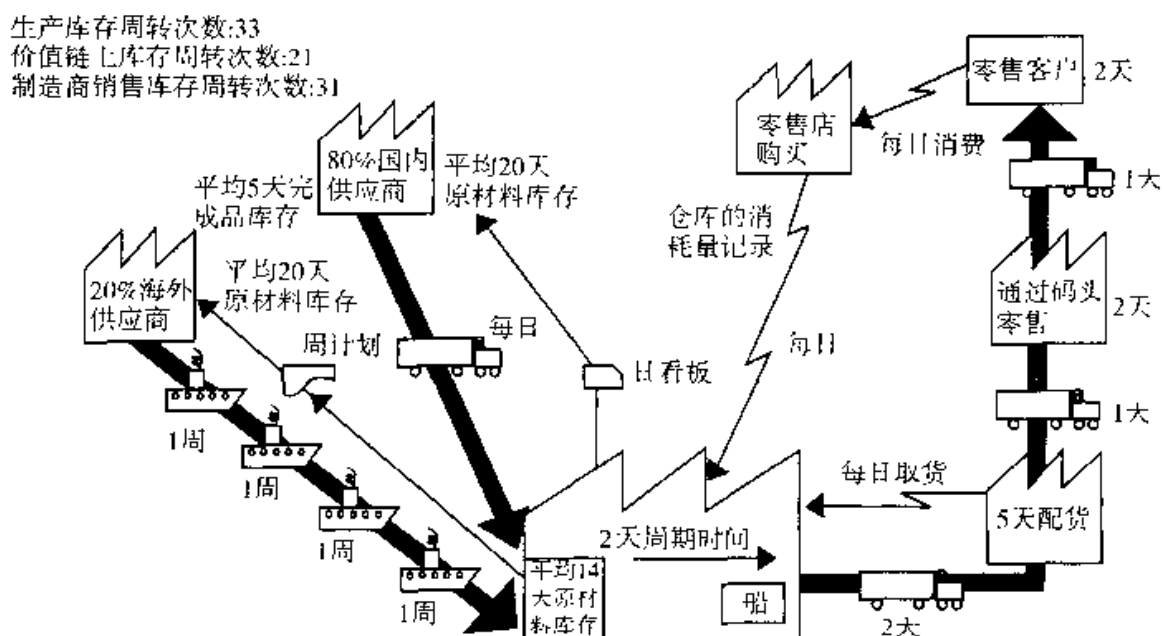 生产库存周转次数:33
价值链上库存周转次数:21
制造商销售库存周转次数:31
零售客户
2天
零售店
购买
每日消费
80%国内
供应商
平均20天
原材料库存
平均5天完
成品库存
1天
仓库的消
耗量记录
20%海外
供应商
平均20天
原材料库存
通过码头
零售
2天
周计划
每日
日看板
每日
1天
1周
1周
1周
1周
每日取货
5天配货
2天周期时间
平均14
天原材
料库存
船
2天